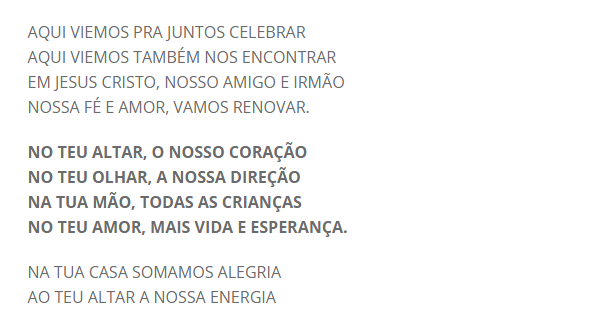 AQUI VIEMOS PRA JUNTOS CELEBRAR
AQUI VIEMOS TAMBÉM NOS ENCONTRAR
EM JESUS CRISTO, NOSSO AMIGO E IRMÃO
NOSSA FÉ E AMOR, VAMOS RENOVAR.
NO TEU ALTAR, O NOSSO CORAÇÃO
NO TEU OLHAR, A NOSSA DIREÇÃO
NA TUA MÃO, TODAS AS CRIANÇAS
NO TEU AMOR, MAIS VIDA E ESPERANÇA.
NA TUA CASA SOMAMOS ALEGRIA
AO TEU ALTAR A NOSSA ENERGIA